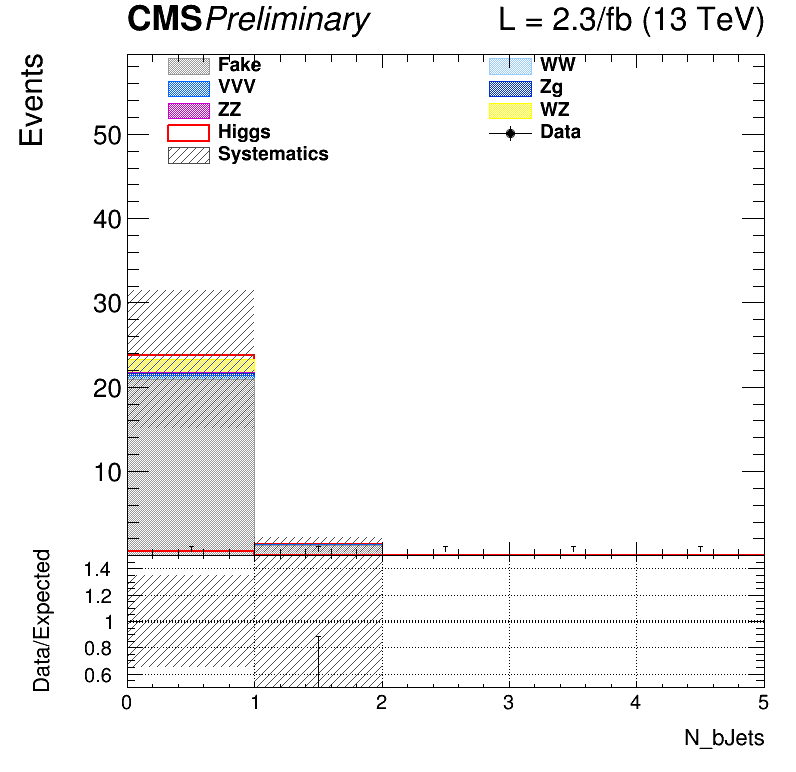 CMS Preliminary L = 2.3/fb (13 TeV)
Events
Fake WW
VVV Zg
ZZ WZ
Higgs Data
Systematics
50
40
30
20
10
Data/Expected
1.4
1.2
1
0.8
0.6
0 1 2 3 4 5
N_bJets